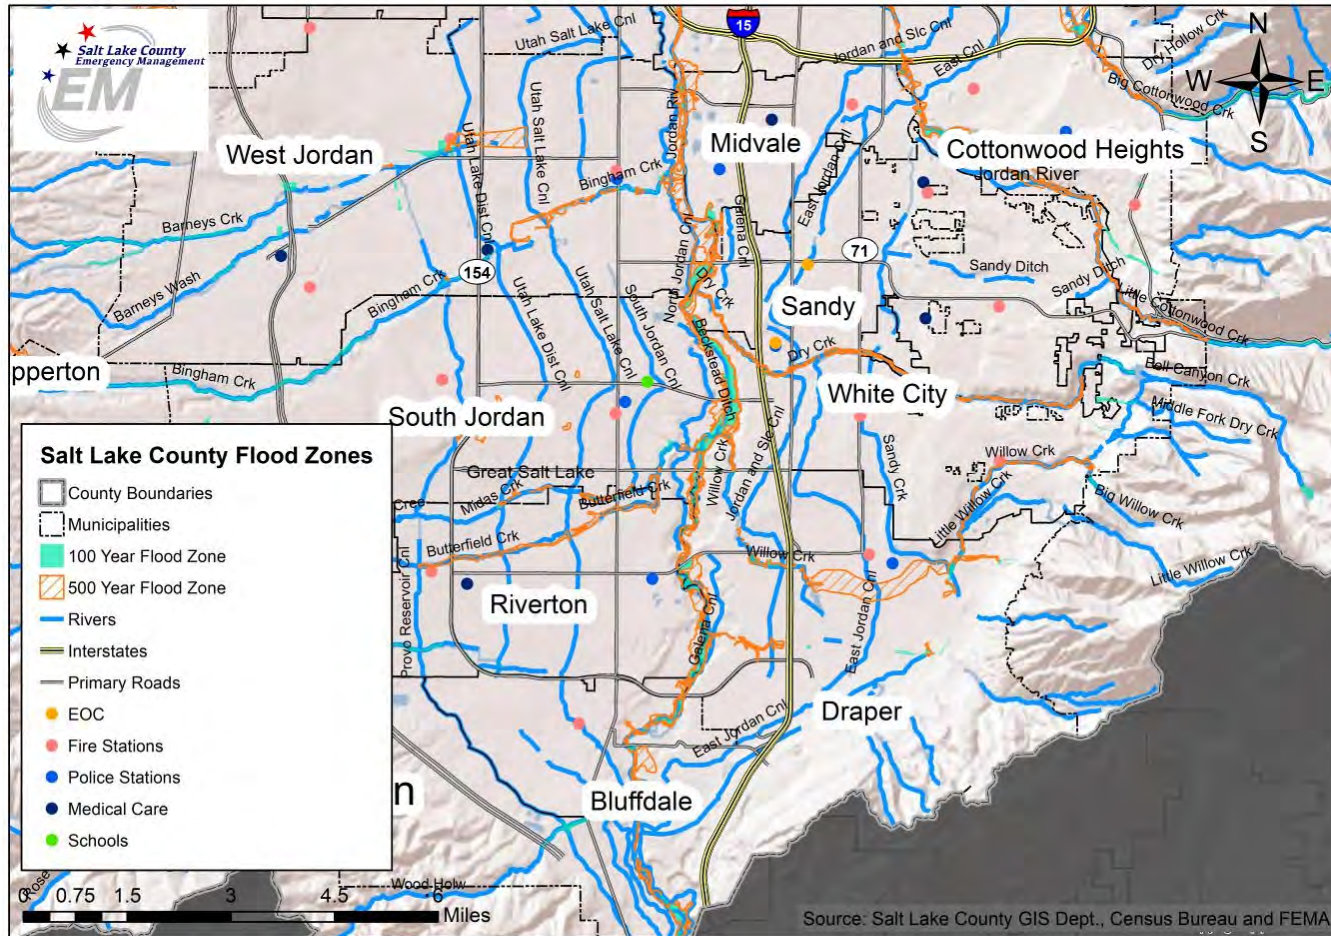 Salt Lake County
Emergency Management
EM
15
N
W
E
S
Utah Salt Lake Cnl
Jordan and Slc Cnl
East Cnl
Dry Hollow Crk
Big Cottonwood Crk
West Jordan
Midvale
Cottonwood Heights
Jordan River
Jordan Riv
Utah Lake Dist Cnl
Utah Salt Lake Cnl
Bingham Crk
East Jordan Cnl
Galena Cnl
Barneys Crk
Barneys Wash
Bingham Crk
154
71
North Jordan Cnl
Dry Crk
Sandy Ditch
Sandy Ditch
Little Cottonwood Crk
Sandy
Utah Lake Dist Cnl
Utah Salt Lake Cnl
South Jordan Cnl
Beckstead Ditch
Dry Crk
pperton
Bingham Crk
Bell Canyon Crk
Middle Fork Dry Crk
White City
South Jordan
Great Salt Lake
Midas Crk
Butterfield Crk
Willow Crk
Jordan and Slc Cnl
Sandy Crk
Willow Crk
Little Willow Crk
Big Willow Crk
Cree
Butterfield Crk
Willow Crk
Little Willow Crk
Provo Reservoir Cnl
Riverton
Galena Cnl
East Jordan Cnl
Draper
East Jordan Cnl
Bluffdale
n
Salt Lake County Flood Zones
County Boundaries
Municipalities
100 Year Flood Zone
500 Year Flood Zone
Rivers
Interstates
Primary Roads
EOC
Fire Stations
Police Stations
Medical Care
Schools
Rose
Wood Holw
0 0.75 1.5 3 4.5 6
Miles
Source: Salt Lake County GIS Dept., Census Bureau and FEMA